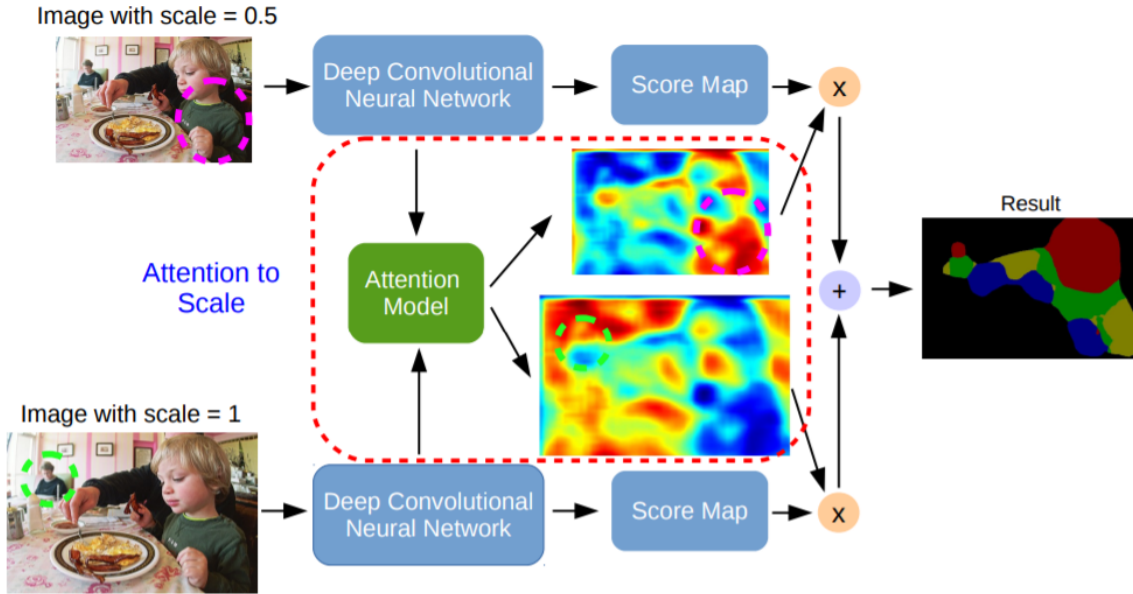 Image with scale = 0.5
Deep Convolutional
Neural Network
Score Map
x
Attention to
Scale
Attention
Model
Result
+
Image with scale = 1
Deep Convolutional
Neural Network
Score Map
x